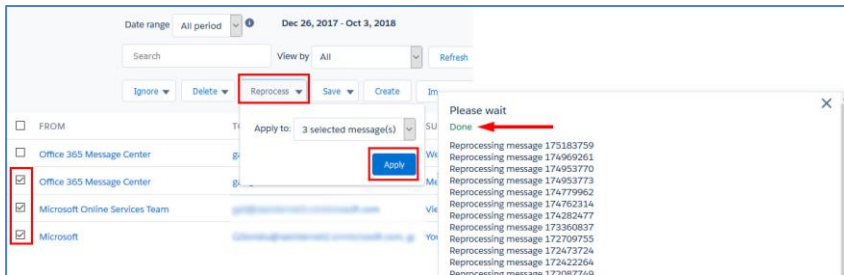 Date range All period Dec 26, 2017 - Oct 3, 2018
Search View by All Refresh
Ignore Delete Reprocess Save Create
FROM
Apply to: 3 selected message(s)
Apply
Office 365 Message Center
Office 365 Message Center
Microsoft Online Services Team
Microsoft
Please wait
Done
Reprocessing message 175183759
Reprocessing message 174969261
Reprocessing message 174953770
Reprocessing message 174953773
Reprocessing message 174779962
Reprocessing message 174762314
Reprocessing message 174282477
Reprocessing message 173360837
Reprocessing message 172709755
Reprocessing message 172473724
Reprocessing message 172422264
Reprocessing message 172087749